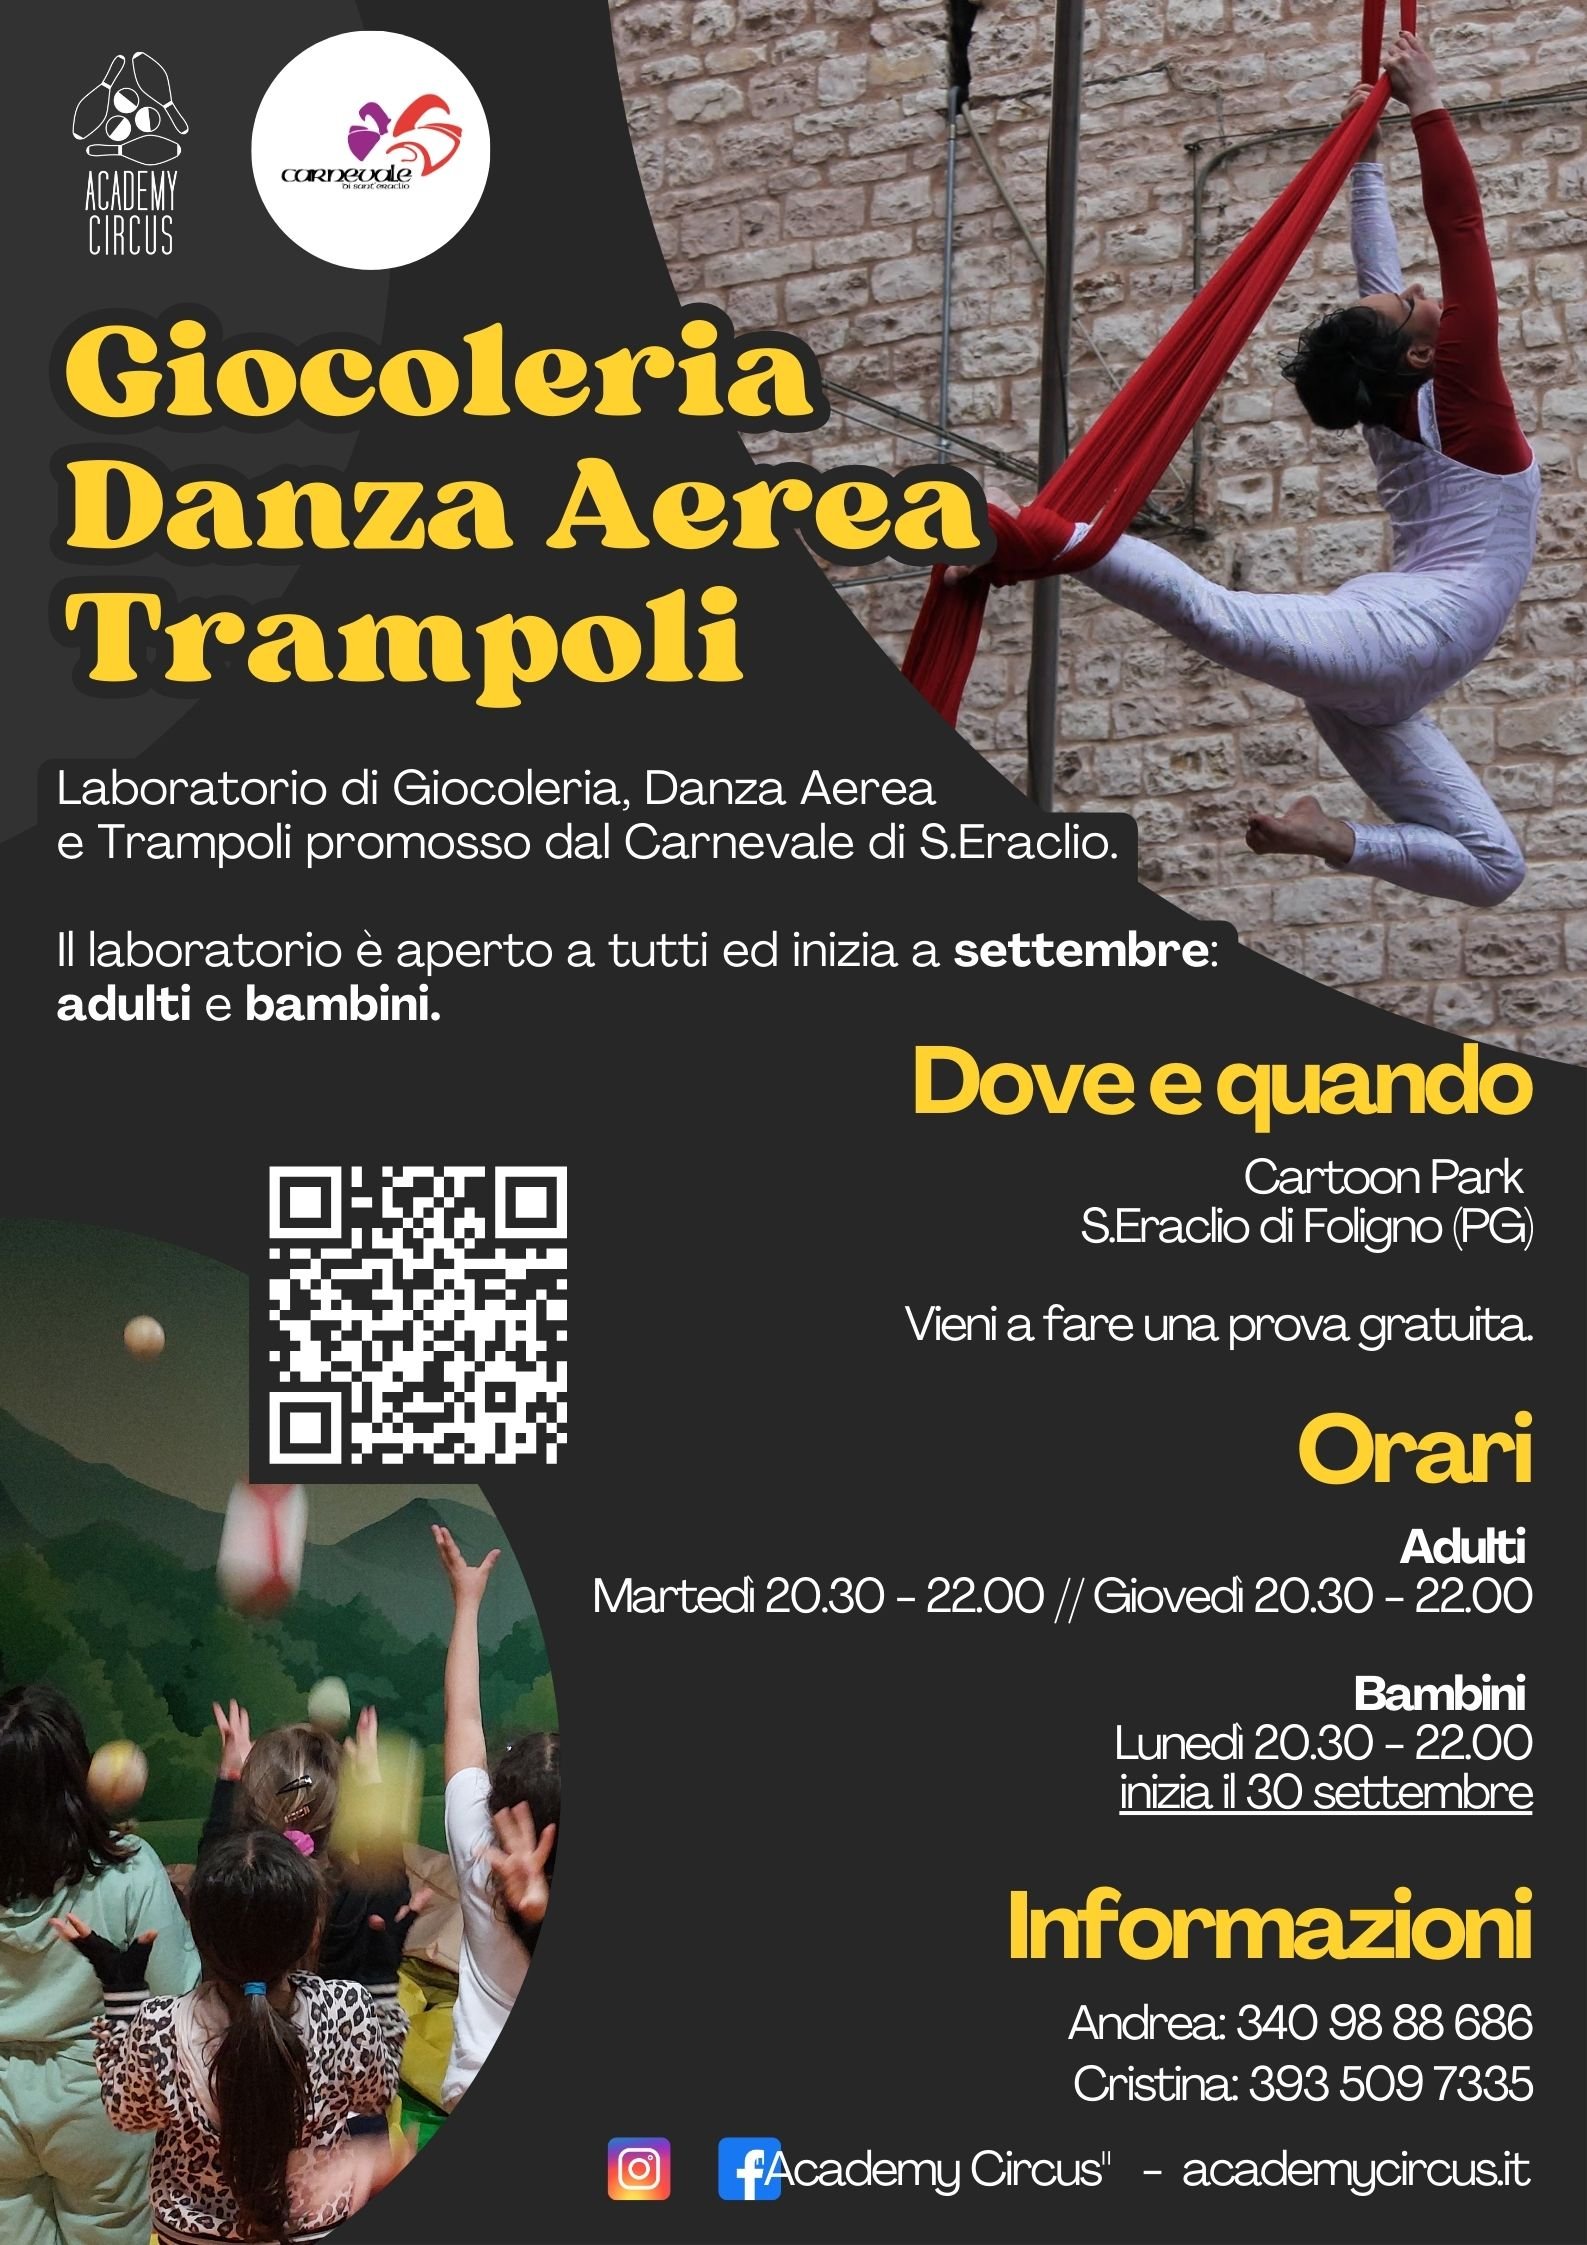 ACADEMY
CIRCUS
carnevale
di sant'eraclio
Giocoleria
Danza Aerea
Trampoli
Laboratorio di Giocoleria, Danza Aerea
e Trampoli promosso dal Carnevale di S.Eraclio.
Il laboratorio è aperto a tutti ed inizia a settembre:
adulti e bambini.
Dove e quando
Cartoon Park
S.Eraclio di Foligno (PG)
Vieni a fare una prova gratuita.
Orari
Adulti
Martedì 20.30 - 22.00 // Giovedì 20.30 - 22.00
Bambini
Lunedì 20.30 - 22.00
inizia il 30 settembre
Informazioni
Andrea: 340 98 88 686
Cristina: 393 509 7335
"Academy Circus" - academycircus.it